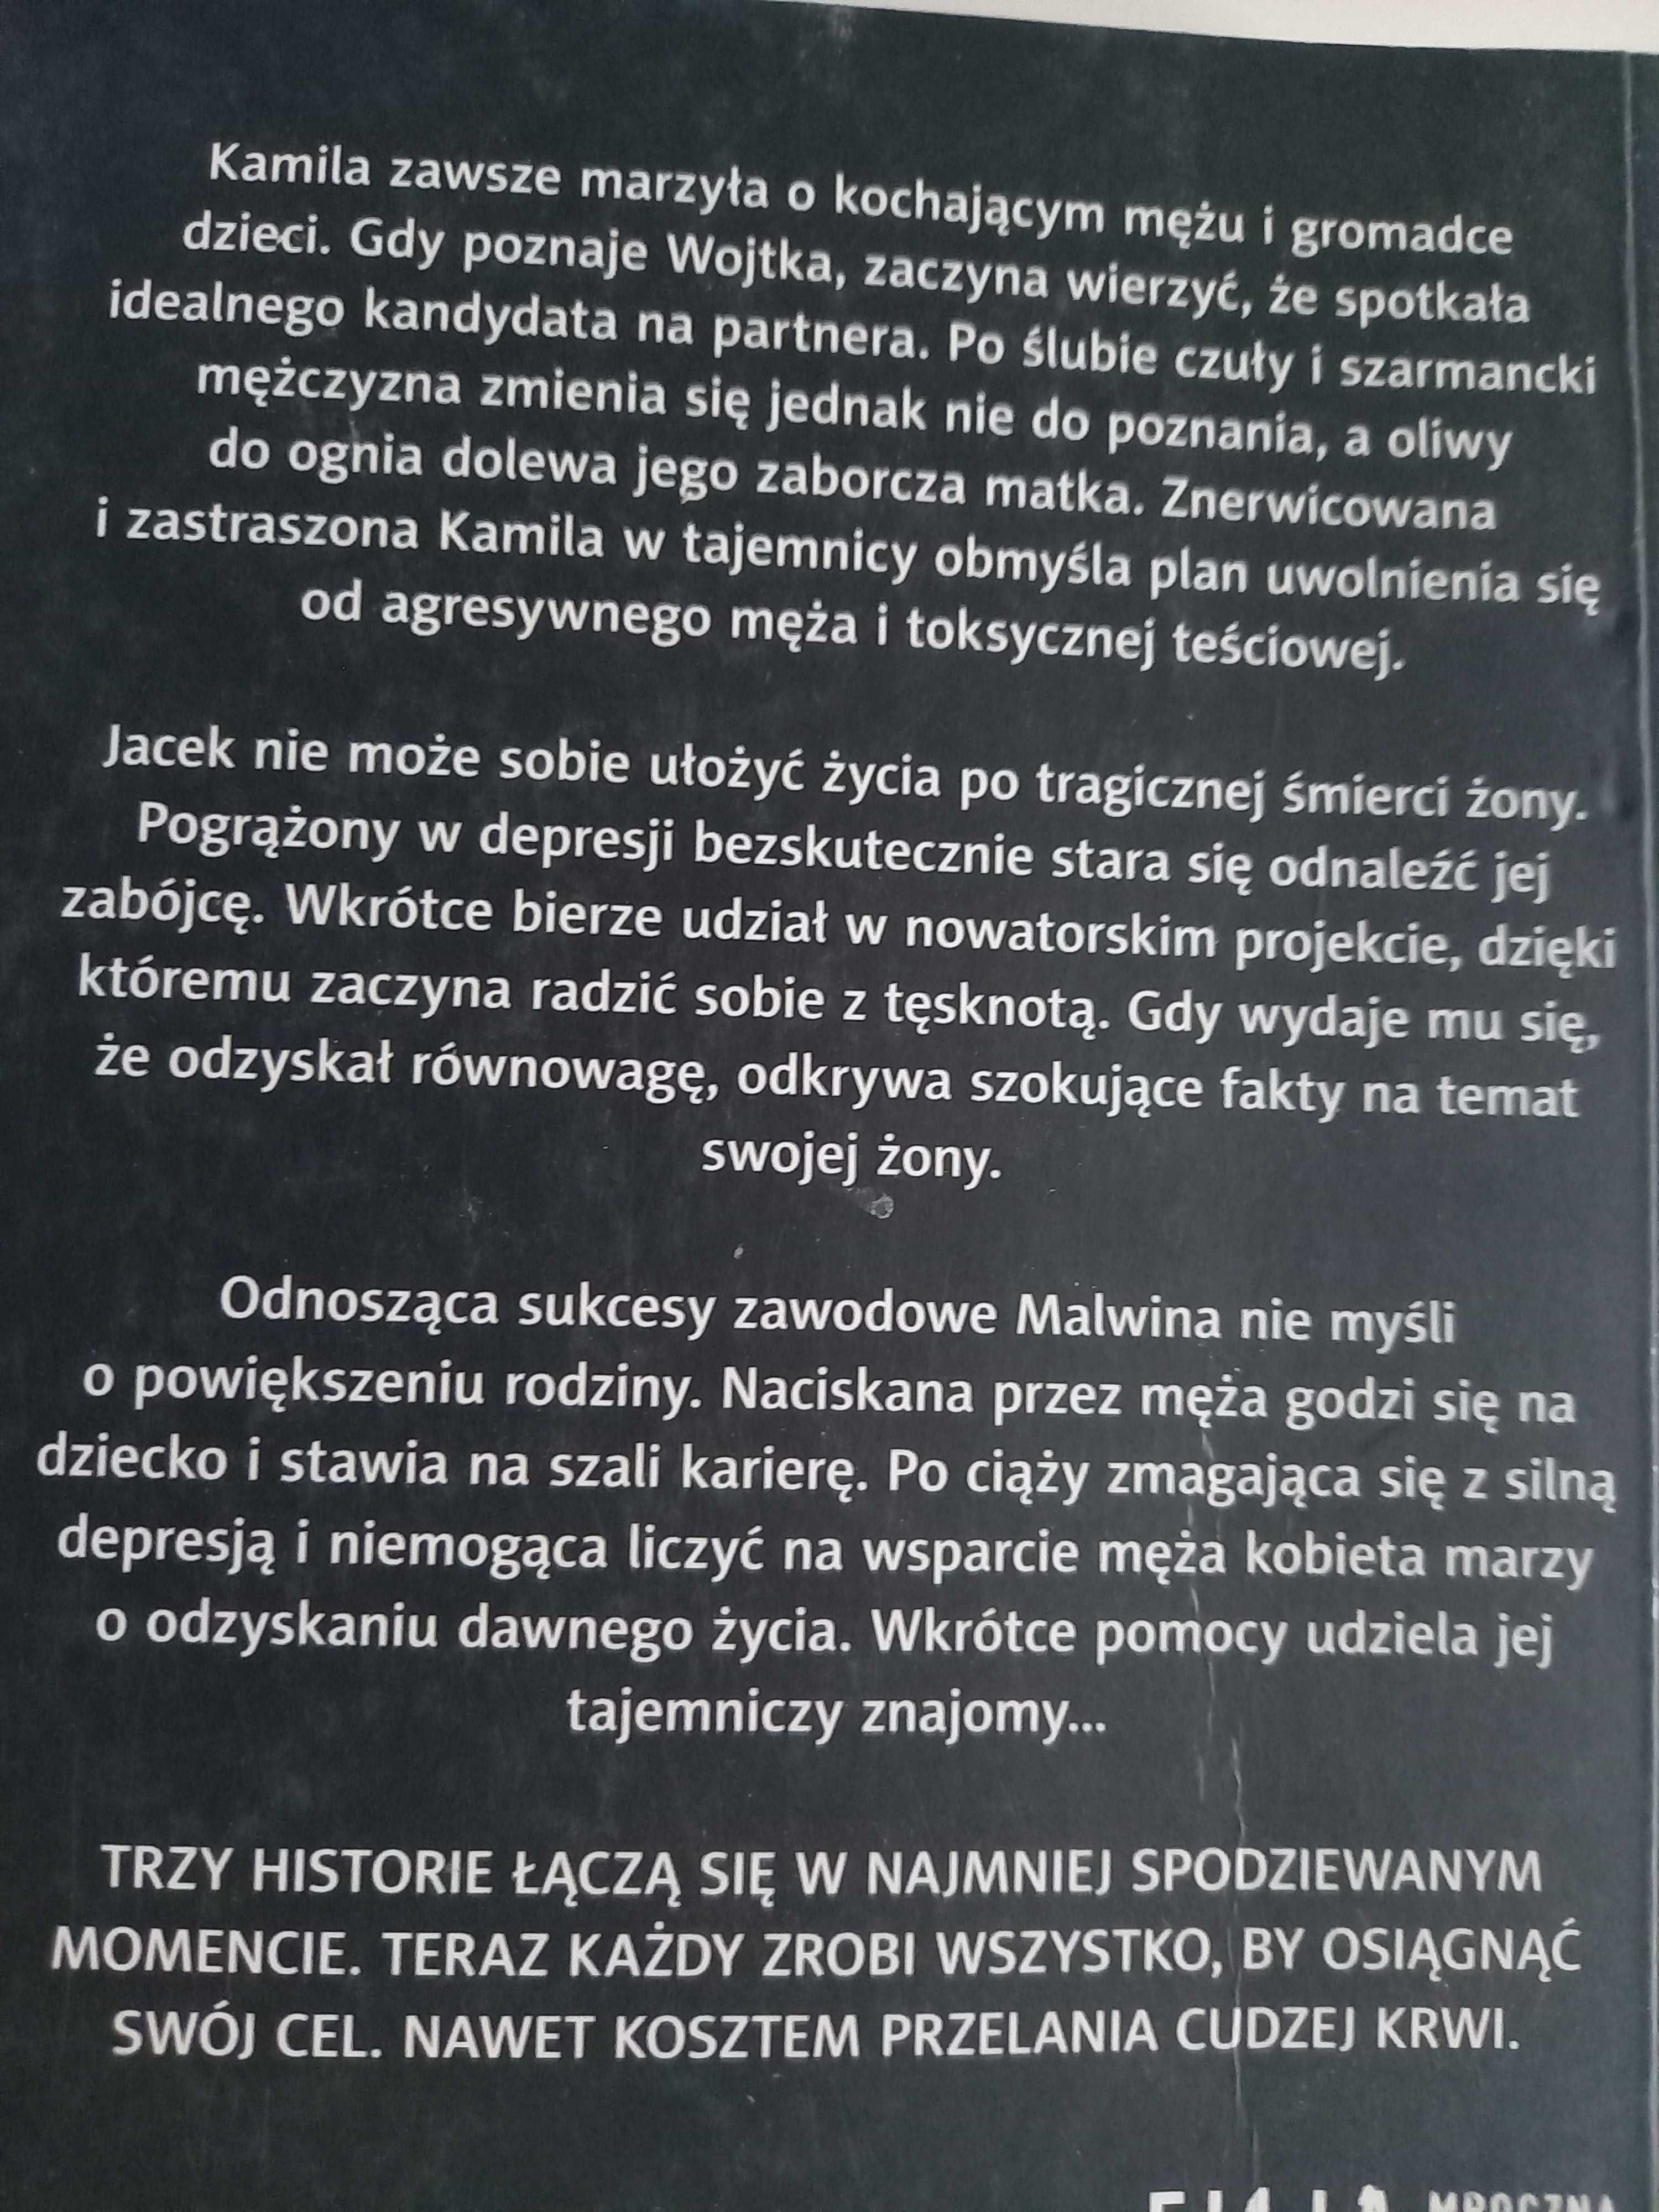 Kamila zawsze marzyła o kochającym mężu i gromadce
dzieci. Gdy poznaje Wojtka, zaczyna wierzyć, że spotkała
idealnego kandydata na partnera. Po ślubie czuły i szarmancki
mężczyzna zmienia się jednak nie do poznania, a oliwy
do ognia dolewa jego zaborcza matka. Znerwicowana
i zastraszona Kamila w tajemnicy obmyśla plan uwolnienia się
od agresywnego męża i toksycznej teściowej.
Jacek nie może sobie ułożyć życia po tragicznej śmierci żony.
Pogrążony w depresji bezskutecznie stara się odnaleźć jej
zabójcę. Wkrótce bierze udział w nowatorskim projekcie, dzięki
któremu zaczyna radzić sobie z tęsknotą. Gdy wydaje mu się,
że odzyskał równowagę, odkrywa szokujące fakty na temat
swojej żony.
Odnosząca sukcesy zawodowe Malwina nie myśli
o powiększeniu rodziny. Naciskana przez męża godzi się na
dziecko i stawia na szali karierę. Po ciąży zmagająca się z silną
depresją i niemogąca liczyć na wsparcie męża kobieta marzy
o odzyskaniu dawnego życia. Wkrótce pomocy udziela jej
tajemniczy znajomy...
TRZY HISTORIE ŁĄCZĄ SIĘ W NAJMNIEJ SPODZIEWANYM
MOMENCIE. TERAZ KAŻDY ZROBI WSZYSTKO, BY OSIĄGNĄĆ
SWÓJ CEL. NAWET KOSZTEM PRZELANIA CUDZEJ KRWI.
MROCZNA